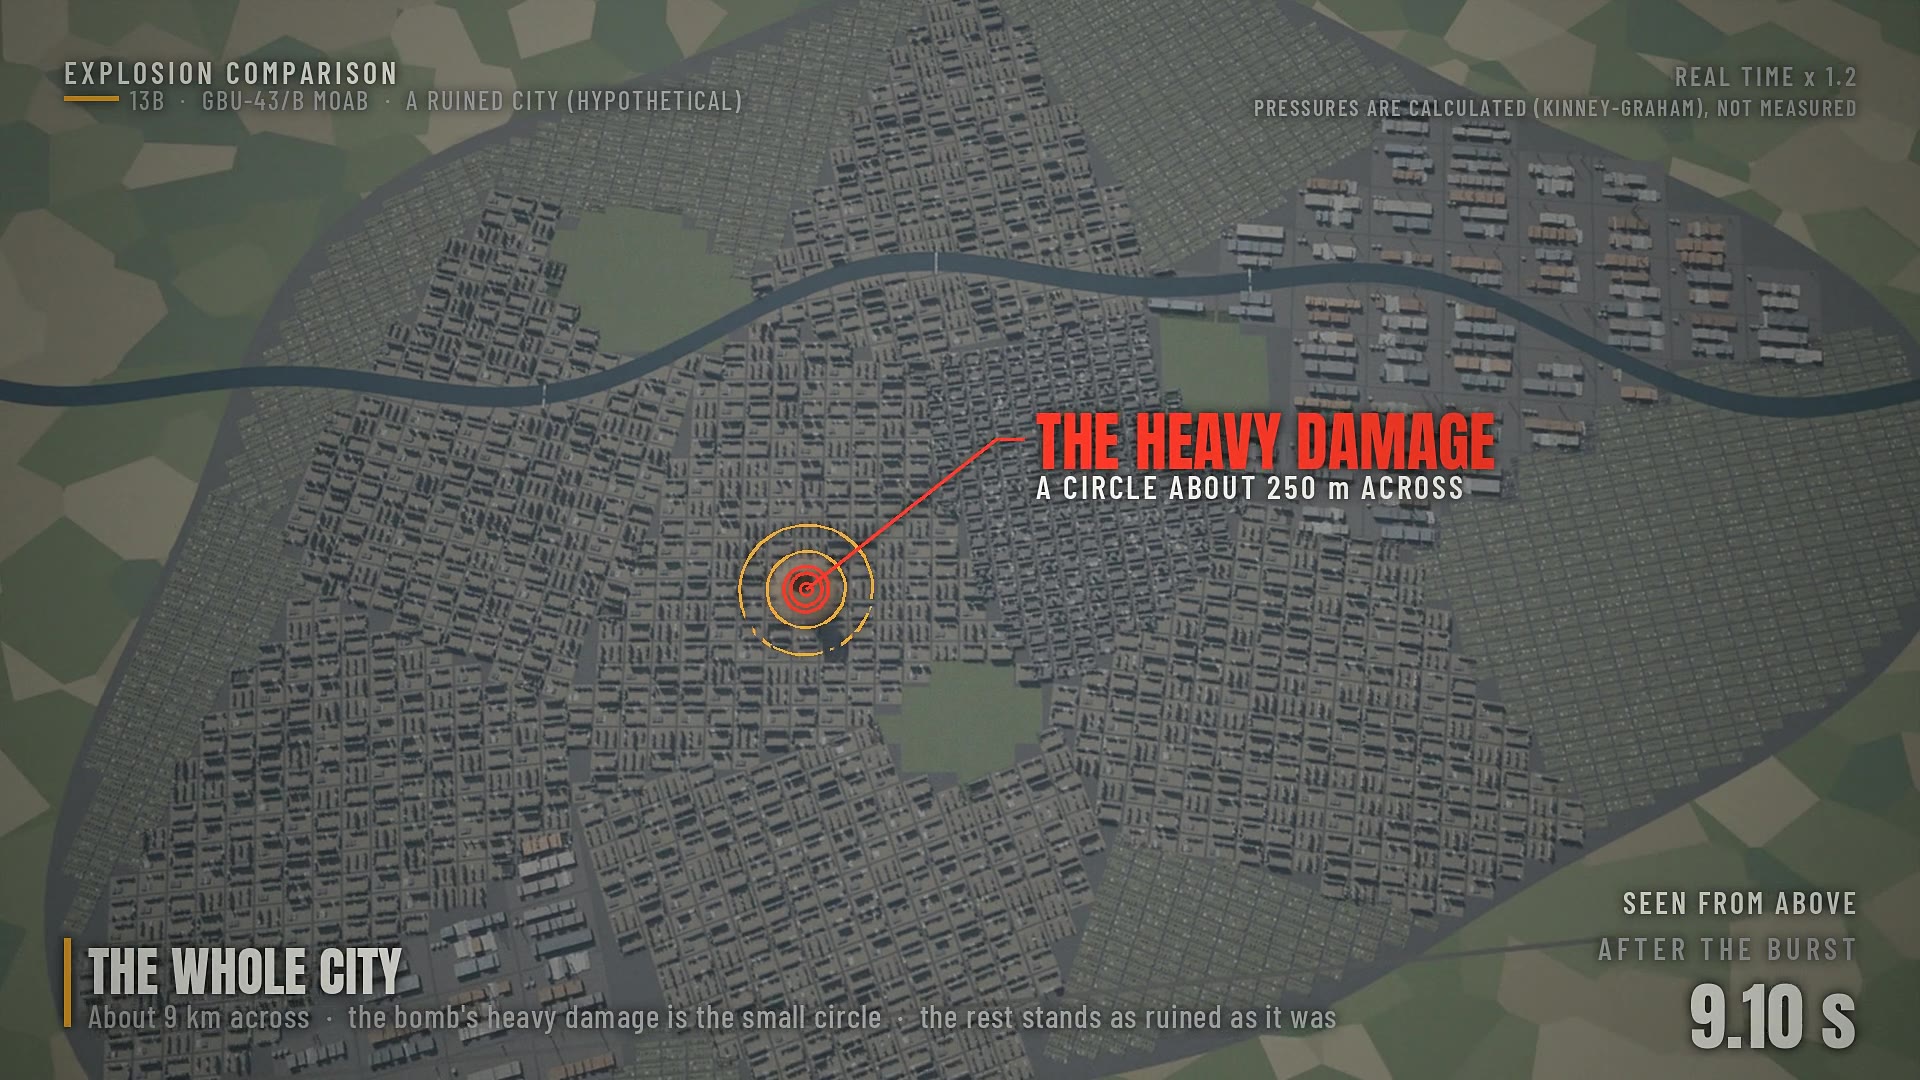 EXPLOSION COMPARISON
13B · GBU-43/B MOAB · A RUINED CITY (HYPOTHETICAL)
REAL TIME x 1.2
PRESSURES ARE CALCULATED (KINNEY-GRAHAM), NOT MEASURED
THE HEAVY DAMAGE
A CIRCLE ABOUT 250 m ACROSS
SEEN FROM ABOVE
AFTER THE BURST
9.10 s
THE WHOLE CITY
About 9 km across · the bomb's heavy damage is the small circle · the rest stands as ruined as it was